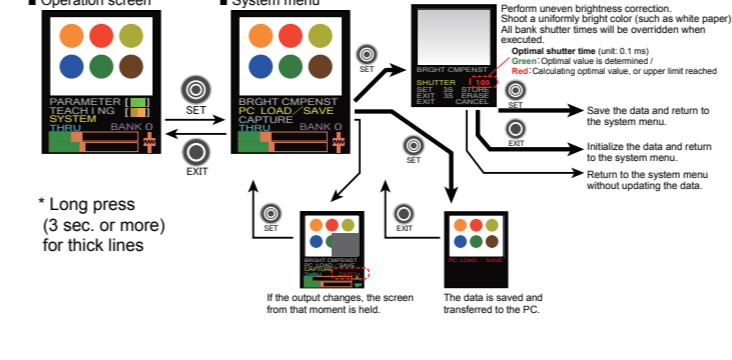 ■ Operation screen
■ System menu
PARAMETER [ ]
TEACHING [ ]
SYSTEM
THRU BANK 0
SET
EXIT
BRGHT CMPENST
PC LOAD／SAVE
CAPTURE
THRU BANK 0
SET
BRGHT CMPENST
SHUTTER 100
SET 3S STORE
EXIT 3S ERASE
EXIT CANCEL
Perform uneven brightness correction.
Shoot a uniformly bright color (such as white paper)
All bank shutter times will be overridden when
executed.
Optimal shutter time (unit: 0.1 ms)
Green: Optimal value is determined /
Red: Calculating optimal value, or upper limit reached
SET
Save the data and return to
the system menu.
EXIT
Initialize the data and return
to the system menu.
Return to the system menu
without updating the data.
SET
* Long press
(3 sec. or more)
for thick lines
SET
BRGHT CMPENST
PC LOAD／SAVE
CAPTURE
THRU CATCH
If the output changes, the screen
from that moment is held.
EXIT
PC LOAD ／ SAVE
The data is saved and
transferred to the PC.